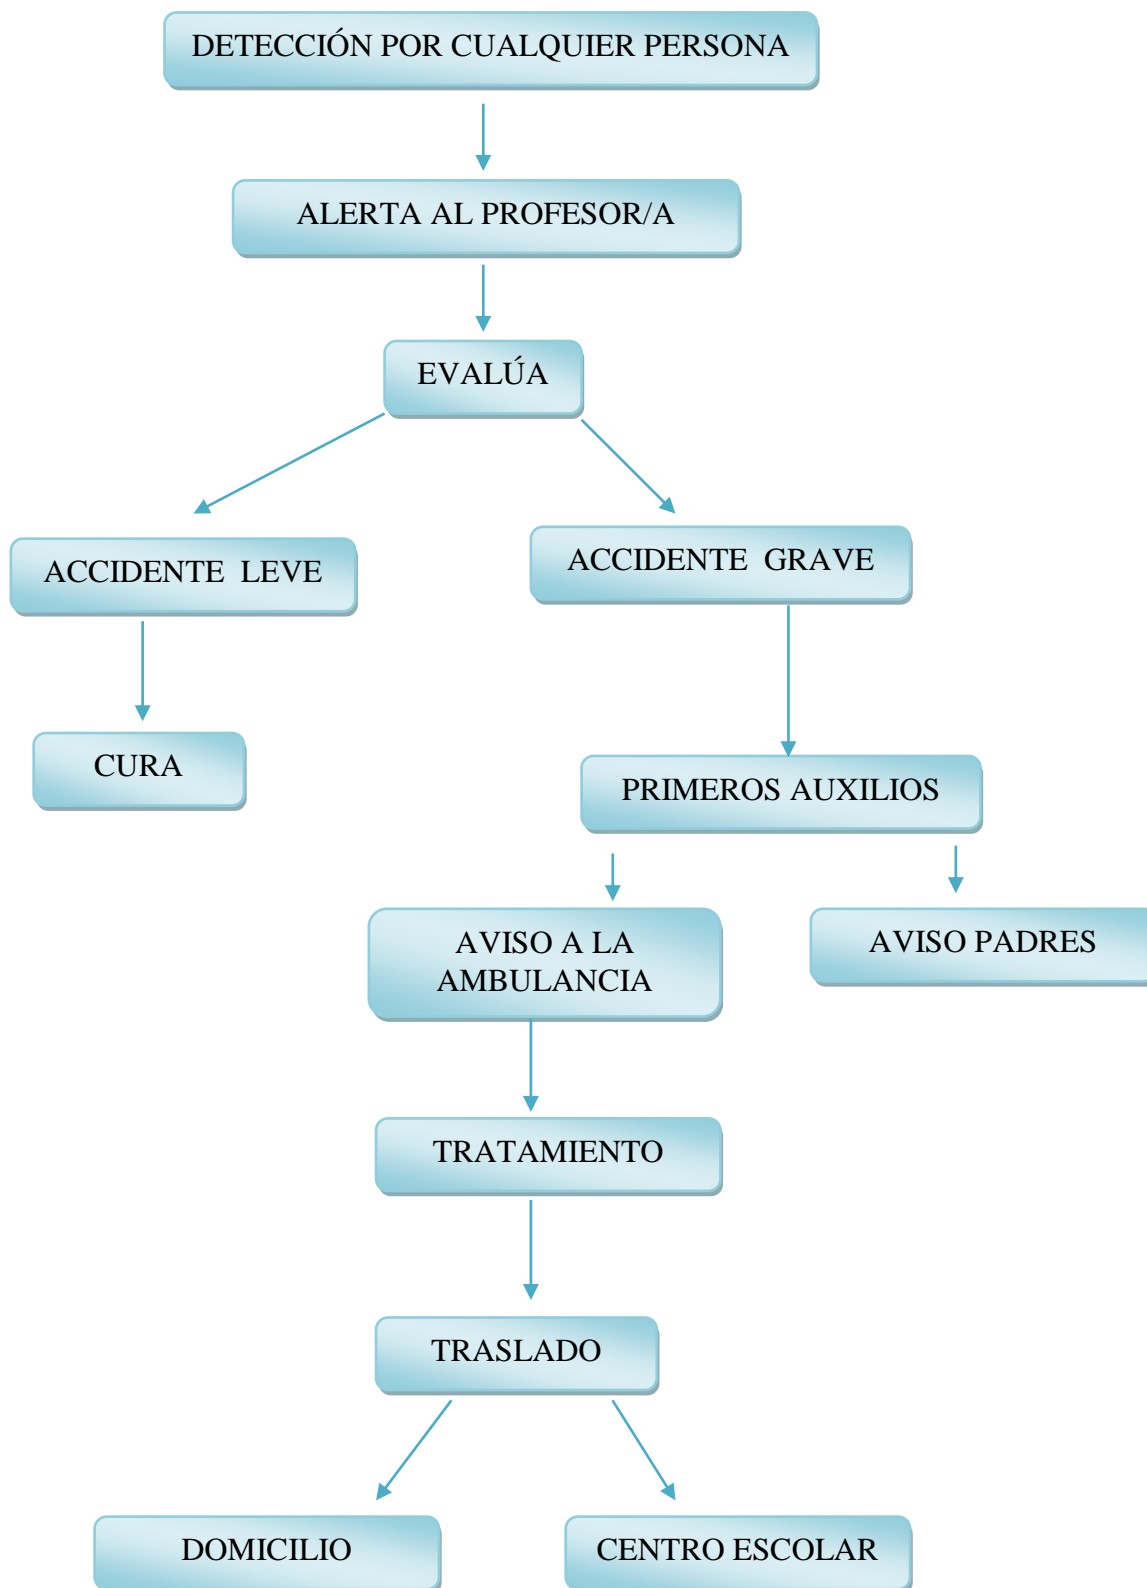 DETECCIÓN POR CUALQUIER PERSONA
ALERTA AL PROFESOR/A
EVALÚA
ACCIDENTE LEVE
ACCIDENTE GRAVE
CURA
PRIMEROS AUXILIOS
AVISO A LA
AMBULANCIA
AVISO PADRES
TRATAMIENTO
TRASLADO
DOMICILIO
CENTRO ESCOLAR